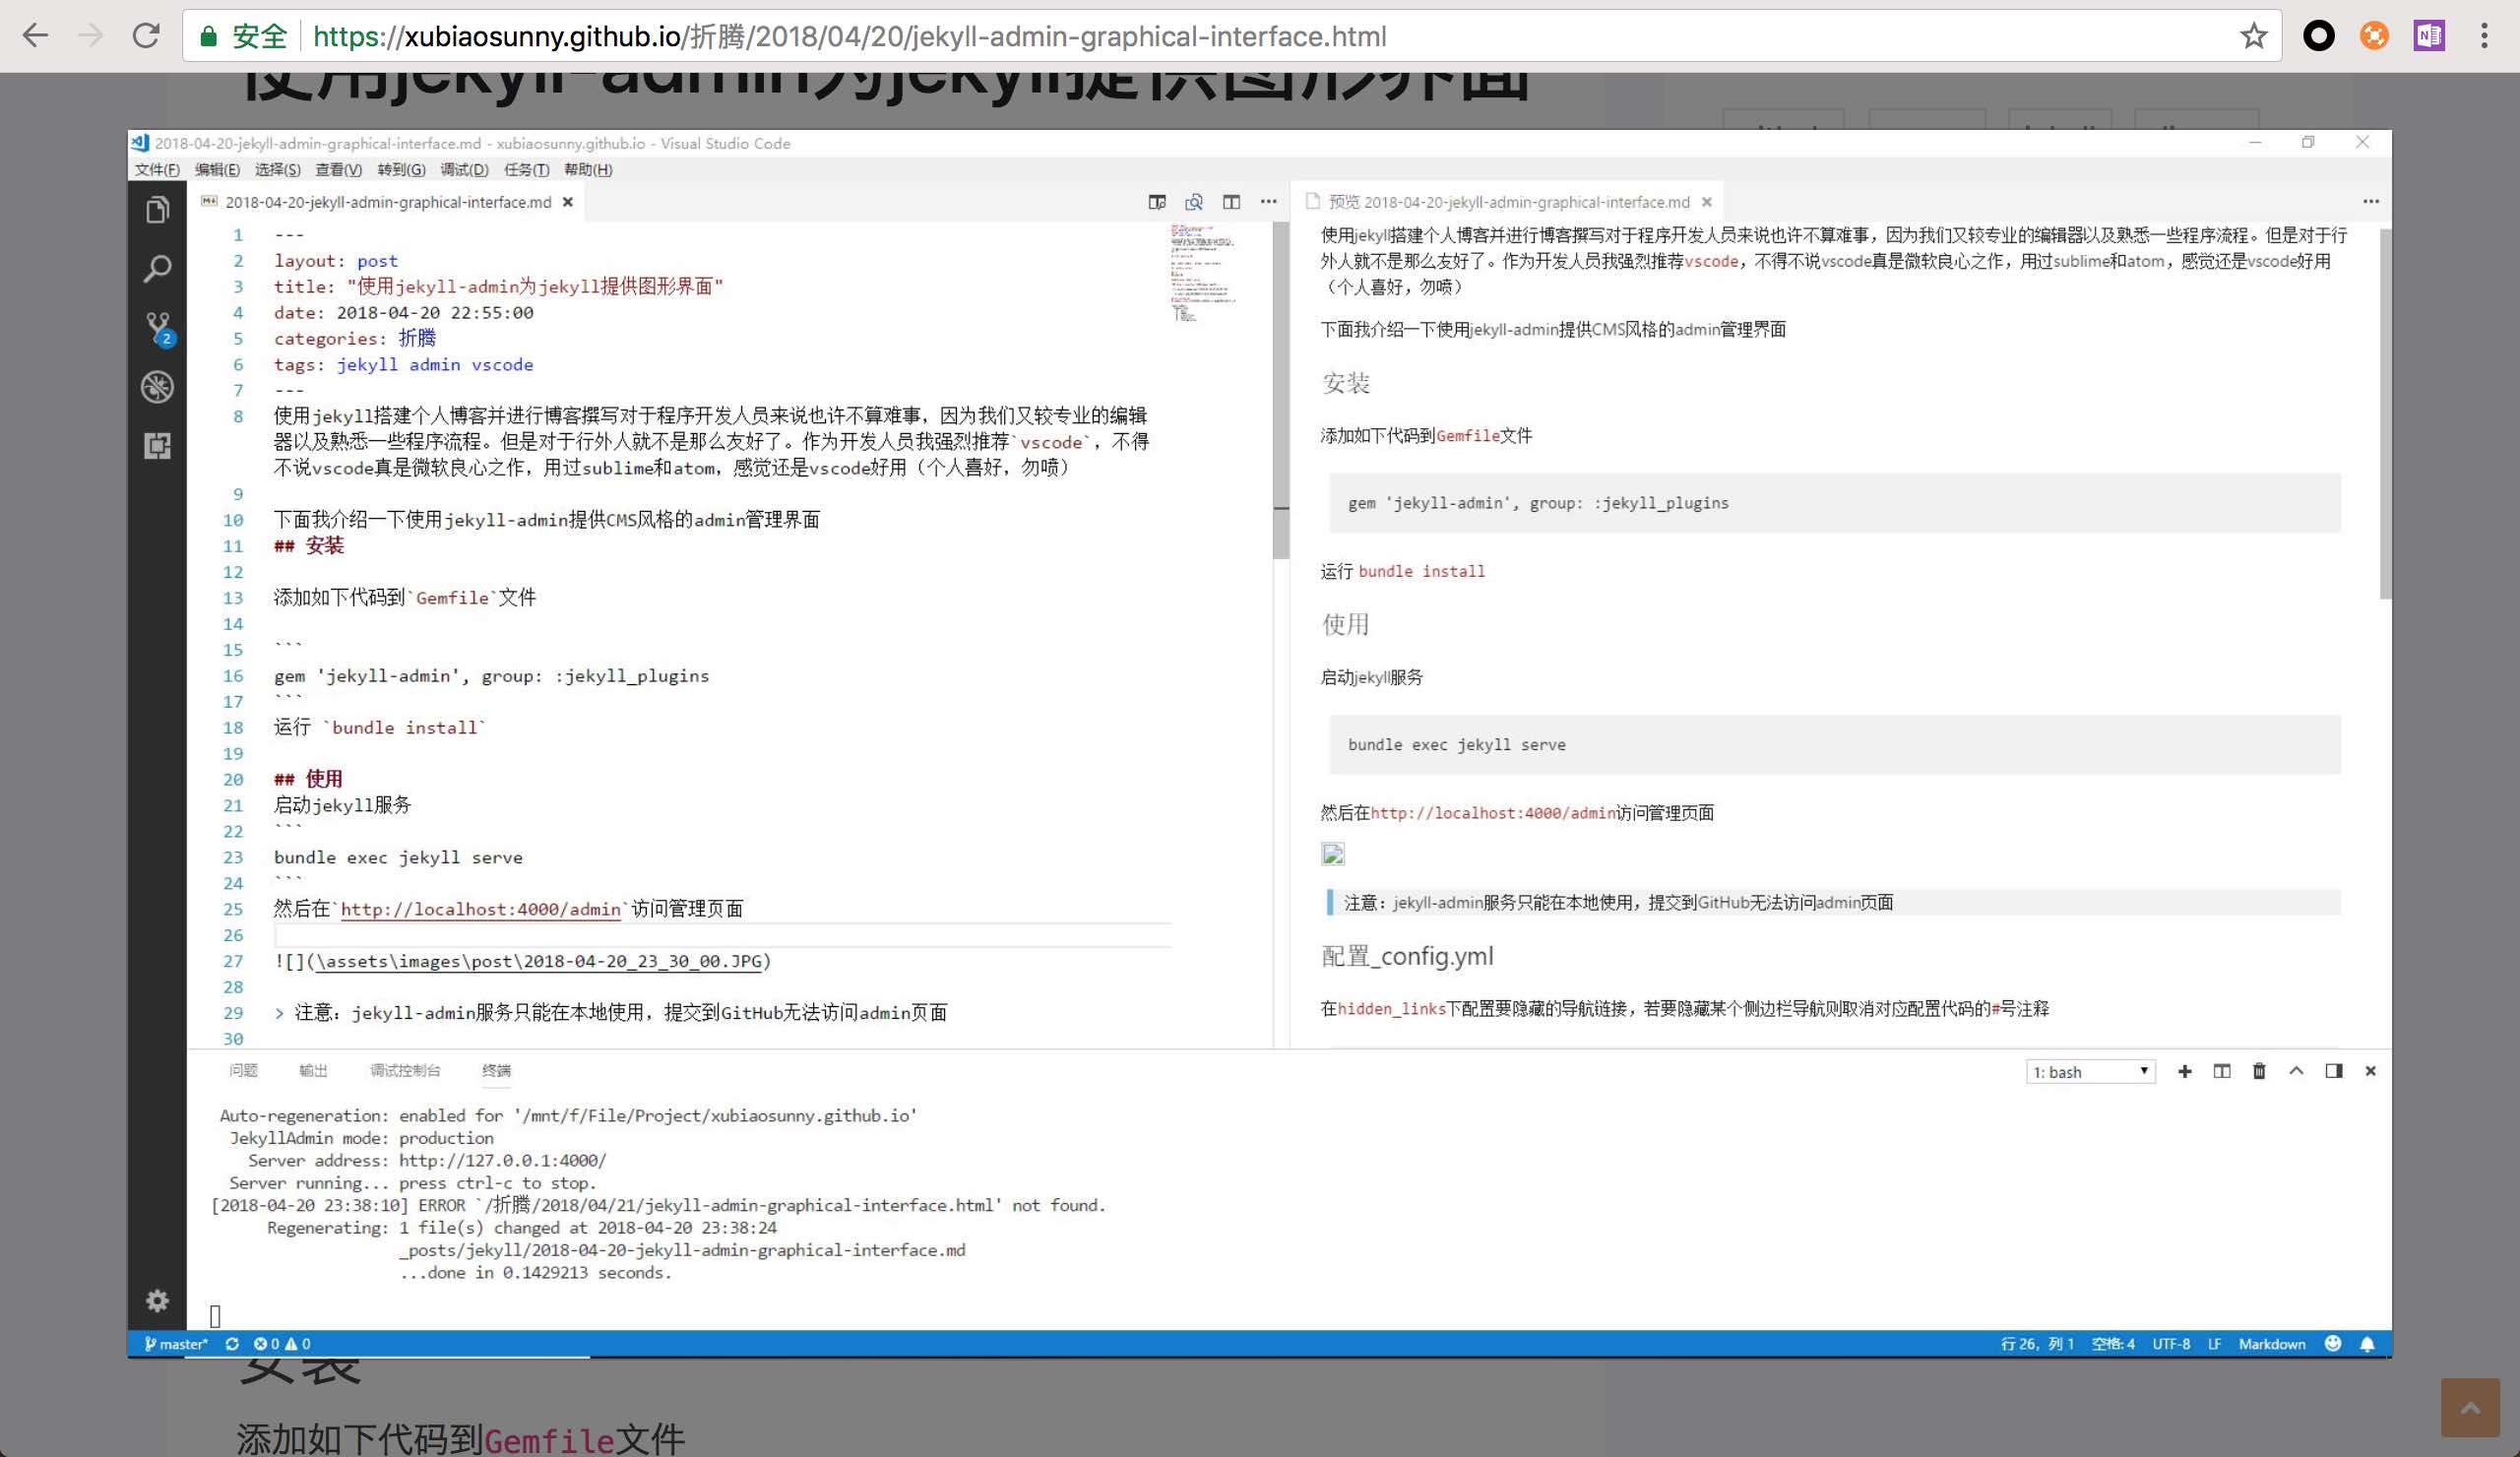 安全 https://xubiaosunny.github.io/折腾/2018/04/20/jekyll-admin-graphical-interface.html
使用jekyll-admin为jekyll提供图形界面
2018-04-20-jekyll-admin-graphical-interface.md - xubiaosunny.github.io - Visual Studio Code
文件(F) 编辑(E) 选择(S) 查看(V) 转到(G) 调试(D) 任务(T) 帮助(H)
2018-04-20-jekyll-admin-graphical-interface.md
2
1 ---
2 layout: post
3 title: "使用jekyll-admin为jekyll提供图形界面"
4 date: 2018-04-20 22:55:00
5 categories: 折腾
6 tags: jekyll admin vscode
7 ---
8 使用jekyll搭建个人博客并进行博客撰写对于程序开发人员来说也许不算难事，因为我们又较专业的编辑
器以及熟悉一些程序流程。但是对于行外人就不是那么友好了。作为开发人员我强烈推荐`vscode`，不得
不说vscode真是微软良心之作，用过sublime和atom，感觉还是vscode好用（个人喜好，勿喷）
9
10 下面我介绍一下使用jekyll-admin提供CMS风格的admin管理界面
11 ## 安装
12
13 添加如下代码到`Gemfile`文件
14
15 ```
16 gem 'jekyll-admin', group: :jekyll_plugins
17 ```
18 运行 `bundle install`
19
20 ## 使用
21 启动jekyll服务
22 ```
23 bundle exec jekyll serve
24 ```
25 然后在`http://localhost:4000/admin`访问管理页面
26
27 ![](\assets\images\post\2018-04-20_23_30_00.JPG)
28
29 > 注意：jekyll-admin服务只能在本地使用，提交到GitHub无法访问admin页面
30
预览 2018-04-20-jekyll-admin-graphical-interface.md
使用jekyll搭建个人博客并进行博客撰写对于程序开发人员来说也许不算难事，因为我们又较专业的编辑器以及熟悉一些程序流程。但是对于行
外人就不是那么友好了。作为开发人员我强烈推荐vscode，不得不说vscode真是微软良心之作，用过sublime和atom，感觉还是vscode好用
（个人喜好，勿喷）
下面我介绍一下使用jekyll-admin提供CMS风格的admin管理界面
安装
添加如下代码到Gemfile文件
gem 'jekyll-admin', group: :jekyll_plugins
运行 bundle install
使用
启动jekyll服务
bundle exec jekyll serve
然后在http://localhost:4000/admin访问管理页面
注意：jekyll-admin服务只能在本地使用，提交到GitHub无法访问admin页面
配置_config.yml
在hidden_links下配置要隐藏的导航链接，若要隐藏某个侧边栏导航则取消对应配置代码的#号注释
问题 输出 调试控制台 终端
1: bash
Auto-regeneration: enabled for '/mnt/f/File/Project/xubiaosunny.github.io'
JekyllAdmin mode: production
Server address: http://127.0.0.1:4000/
Server running... press ctrl-c to stop.
[2018-04-20 23:38:10] ERROR `/折腾/2018/04/21/jekyll-admin-graphical-interface.html' not found.
Regenerating: 1 file(s) changed at 2018-04-20 23:38:24
_posts/jekyll/2018-04-20-jekyll-admin-graphical-interface.md
...done in 0.1429213 seconds.
master* 0 0 行 26，列 1 空格: 4 UTF-8 LF Markdown
安装
添加如下代码到Gemfile文件